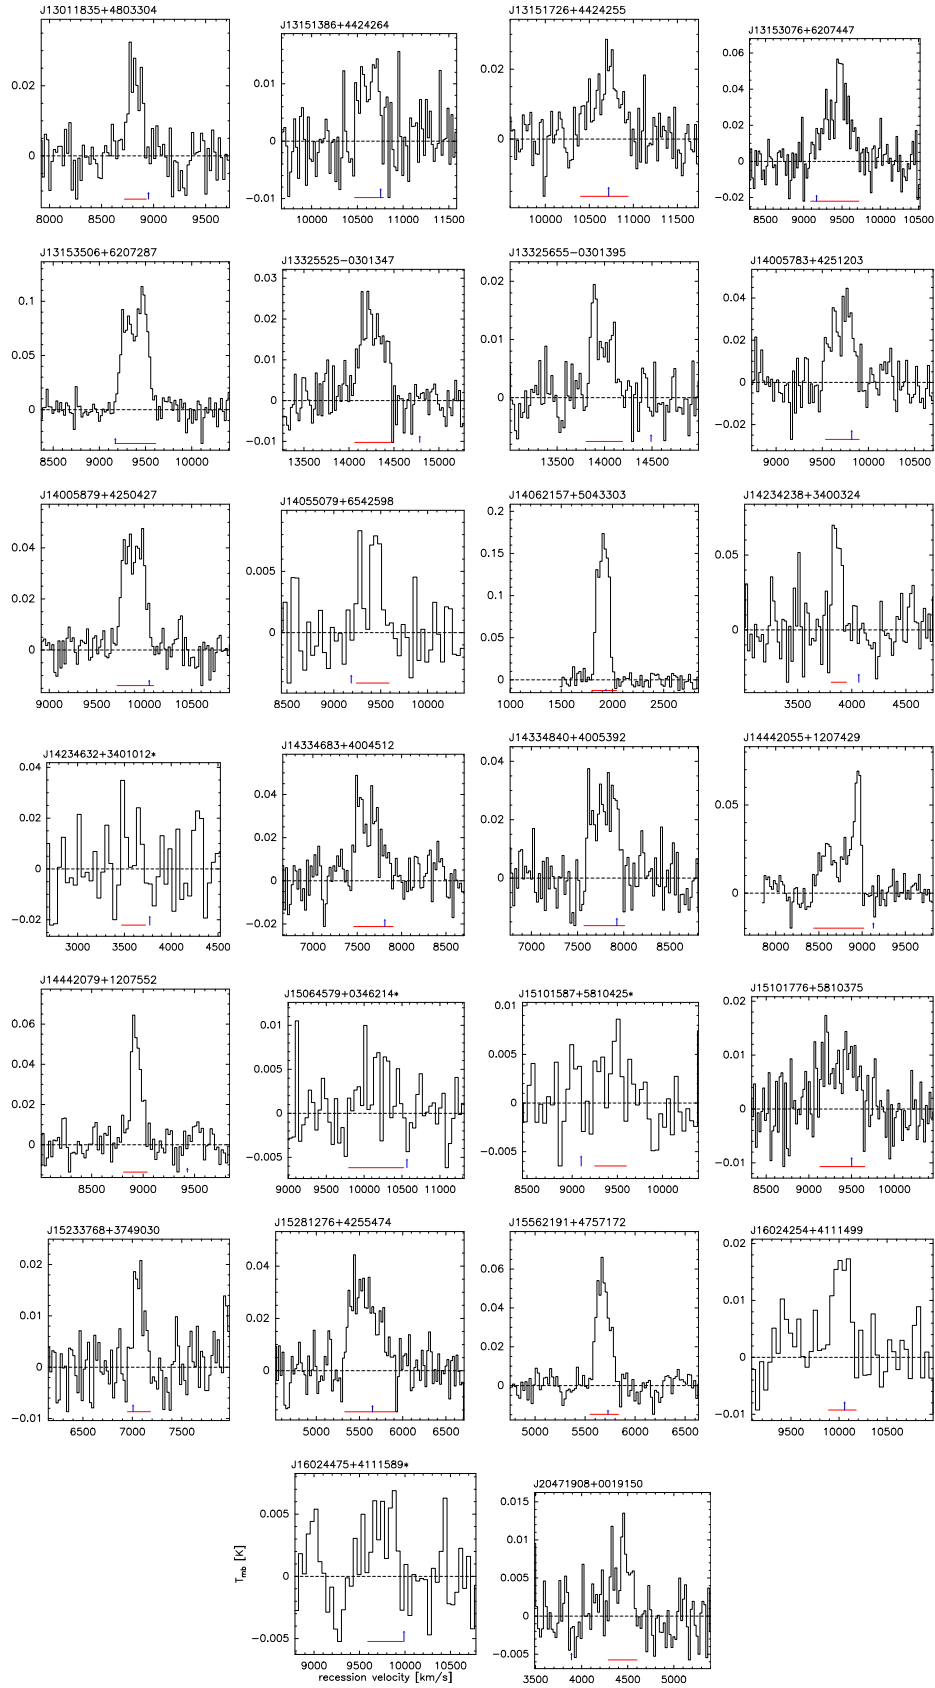 J13011835+4803304
0.02
0
8000 8500 9000 9500
J13151386+4424264
0.01
0
−0.01
10000 10500 11000 11500
J13151726+4424255
0.02
0
10000 10500 11000 11500
J13153076+6207447
0.06
0.04
0.02
0
−0.02
8500 9000 9500 10000 10500
J13153506+6207287
0.1
0.05
0
8500 9000 9500 10000
J13325525−0301347
0.03
0.02
0.01
0
−0.01
13500 14000 14500 15000
J13325655−0301395
0.02
0.01
0
13500 14000 14500
J14005783+4251203
0.04
0.02
0
−0.02
9000 9500 10000 10500
J14005879+4250427
0.04
0.02
0
9000 9500 10000 10500
J14055079+6542598
0.005
0
8500 9000 9500 10000
J14062157+5043303
0.2
0.15
0.1
0.05
0
1000 1500 2000 2500
J14234238+3400324
0.05
0
3500 4000 4500
J14234632+3401012*
0.04
0.02
0
−0.02
3000 3500 4000 4500
J14334683+4004512
0.04
0.02
0
−0.02
7000 7500 8000 8500
J14334840+4005392
0.04
0.02
0
7000 7500 8000 8500
J14442055+1207429
0.05
0
8000 8500 9000 9500
J14442079+1207552
0.06
0.04
0.02
0
8500 9000 9500
J15064579+0346214*
0.01
0.005
0
−0.005
9000 9500 10000 10500 11000
J15101587+5810425*
0.01
0.005
0
−0.005
8500 9000 9500 10000
J15101776+5810375
0.02
0.01
0
−0.01
8500 9000 9500 10000
J15233768+3749030
0.02
0.01
0
−0.01
6500 7000 7500
J15281276+4255474
0.04
0.02
0
5000 5500 6000 6500
J15562191+4757172
0.06
0.04
0.02
0
5000 5500 6000 6500
J16024254+4111499
0.02
0.01
0
−0.01
9500 10000 10500
J16024475+4111589*
0.005
0
−0.005
T mb [K]
9000 9500 10000 10500
recession velocity [km/s]
J20471908+0019150
0.015
0.01
0.005
0
−0.005
3500 4000 4500 5000